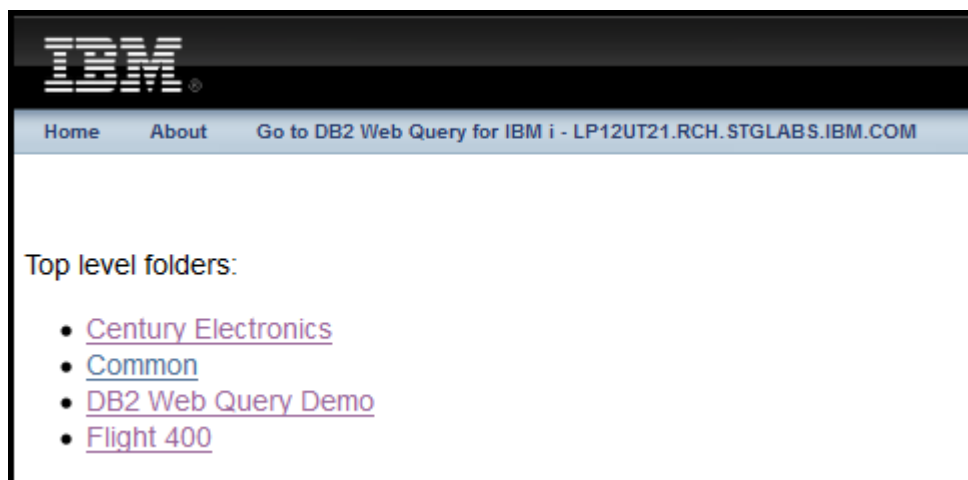 IBM®
Home About Go to DB2 Web Query for IBM i - LP12UT21.RCH.STGLABS.IBM.COM
Top level folders:
• Century Electronics
• Common
• DB2 Web Query Demo
• Flight 400